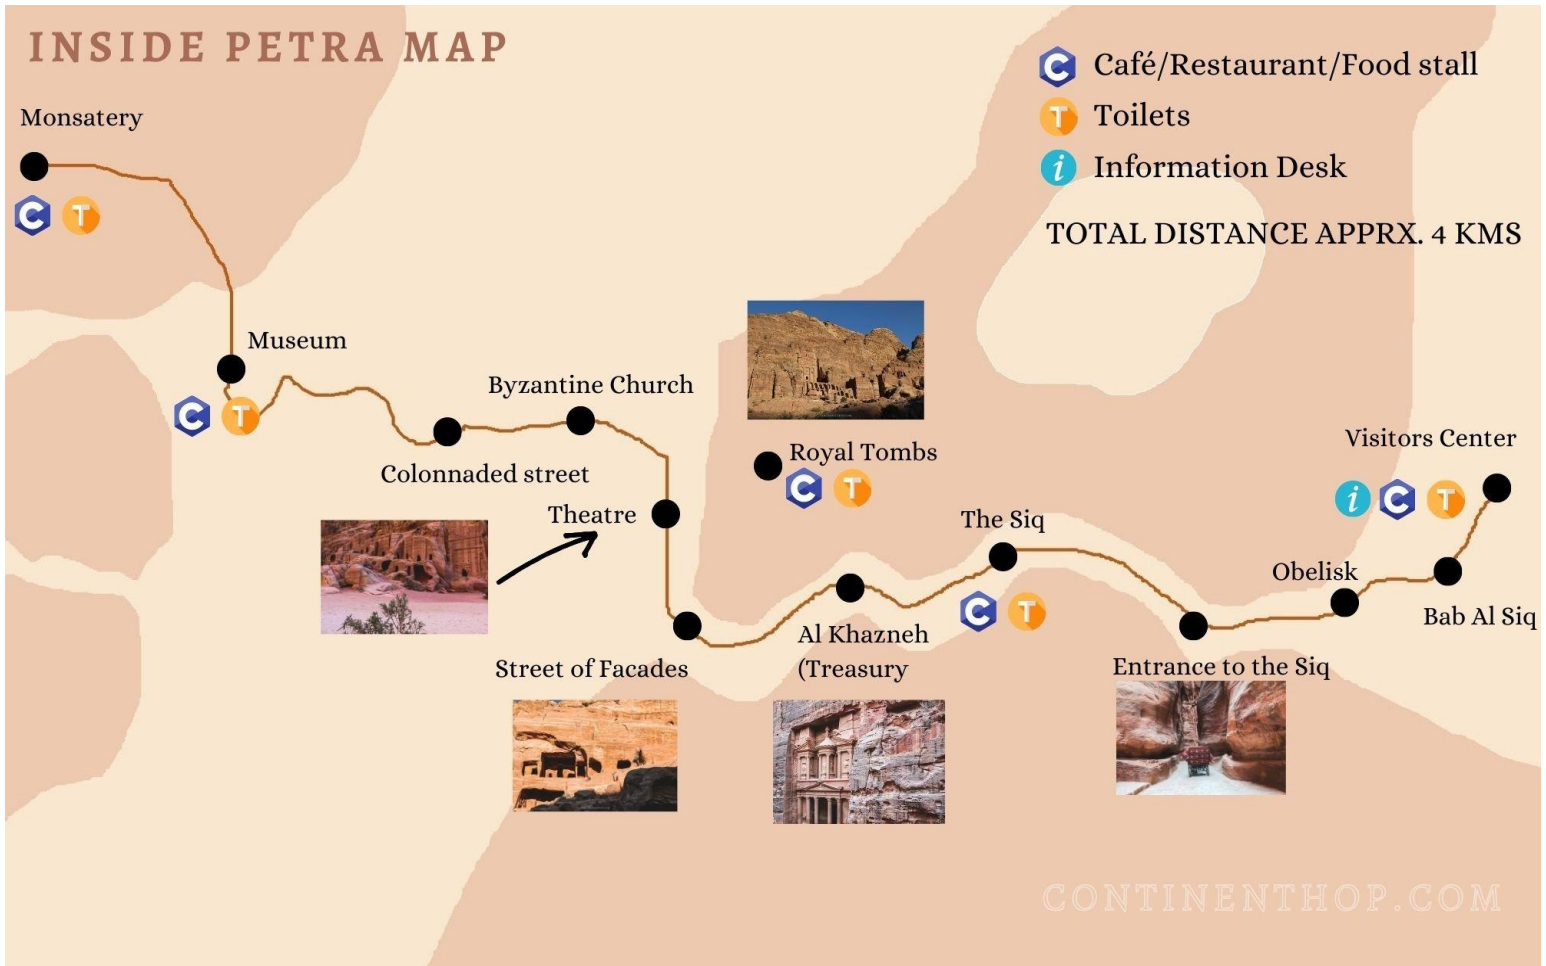 INSIDE PETRA MAP
C Café/Restaurant/Food stall
T Toilets
i Information Desk
TOTAL DISTANCE APPRX. 4 KMS
Monsatery
C T
Museum
C T
Byzantine Church
Colonnaded street
Royal Tombs
C T
Theatre
Visitors Center
i C T
The Siq
C T
Obelisk
Bab Al Siq
Al Khazneh
(Treasury
Street of Facades
Entrance to the Siq
CONTINENTHOP.COM